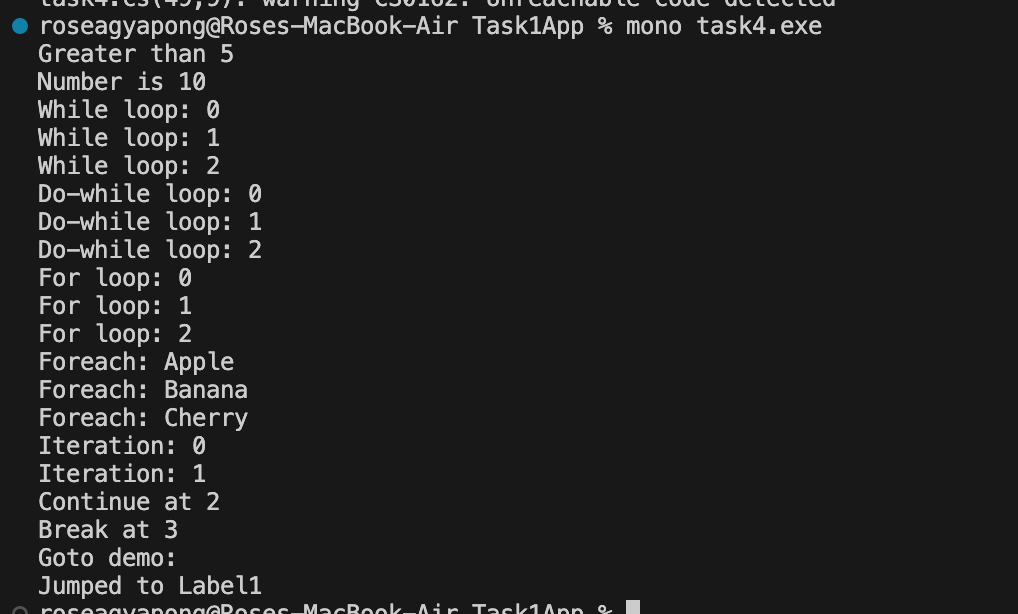 task4.cs(49,9): warning CS0162: Unreachable code detected
roseagyapong@Roses-MacBook-Air Task1App % mono task4.exe
Greater than 5
Number is 10
While loop: 0
While loop: 1
While loop: 2
Do-while loop: 0
Do-while loop: 1
Do-while loop: 2
For loop: 0
For loop: 1
For loop: 2
Foreach: Apple
Foreach: Banana
Foreach: Cherry
Iteration: 0
Iteration: 1
Continue at 2
Break at 3
Goto demo:
Jumped to Label1
roseagyapong@Roses-MacBook-Air Task1App %